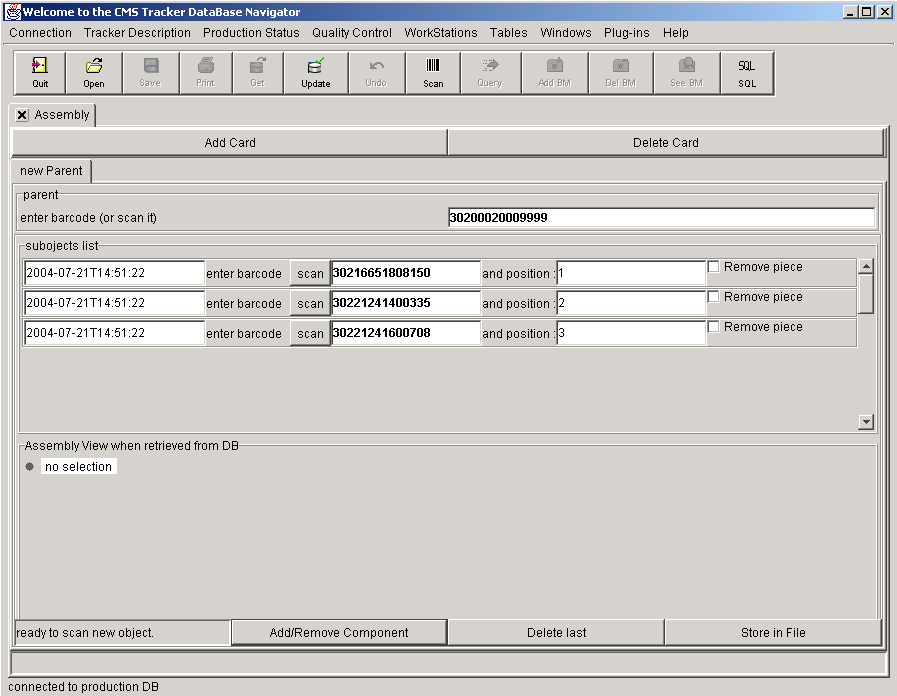 Welcome to the CMS Tracker DataBase Navigator
Connection Tracker Description Production Status Quality Control WorkStations Tables Windows Plug-ins Help
SQL
Quit Open Save Print Get Update Undo Scan Query Add BM Del BM See BM SQL
Assembly
Add Card Delete Card
new Parent
parent
enter barcode (or scan it) 30200020009999
subojects list
2004-07-21T14:51:22 enter barcode scan 30216651808150 and position : 1 Remove piece
2004-07-21T14:51:22 enter barcode scan 30221241400335 and position : 2 Remove piece
2004-07-21T14:51:22 enter barcode scan 30221241600708 and position : 3 Remove piece
Assembly View when retrieved from DB
no selection
ready to scan new object. Add/Remove Component Delete last Store in File
connected to production DB